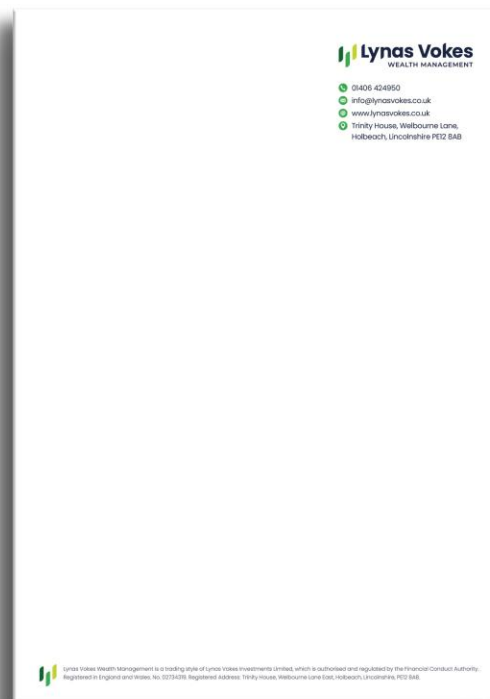 Lynas Vokes
WEALTH MANAGEMENT
01406 424950
info@lynasvokes.co.uk
www.lynasvokes.co.uk
Trinity House, Welbourne Lane,
Holbeach, Lincolnshire PE12 8AB
Lynas Vokes Wealth Management is a trading style of Lynas Vokes Investments Limited, which is authorised and regulated by the Financial Conduct Authority.
Registered in England and Wales, No. 02734319. Registered Address: Trinity House, Welbourne Lane East, Holbeach, Lincolnshire, PE12 8AB.